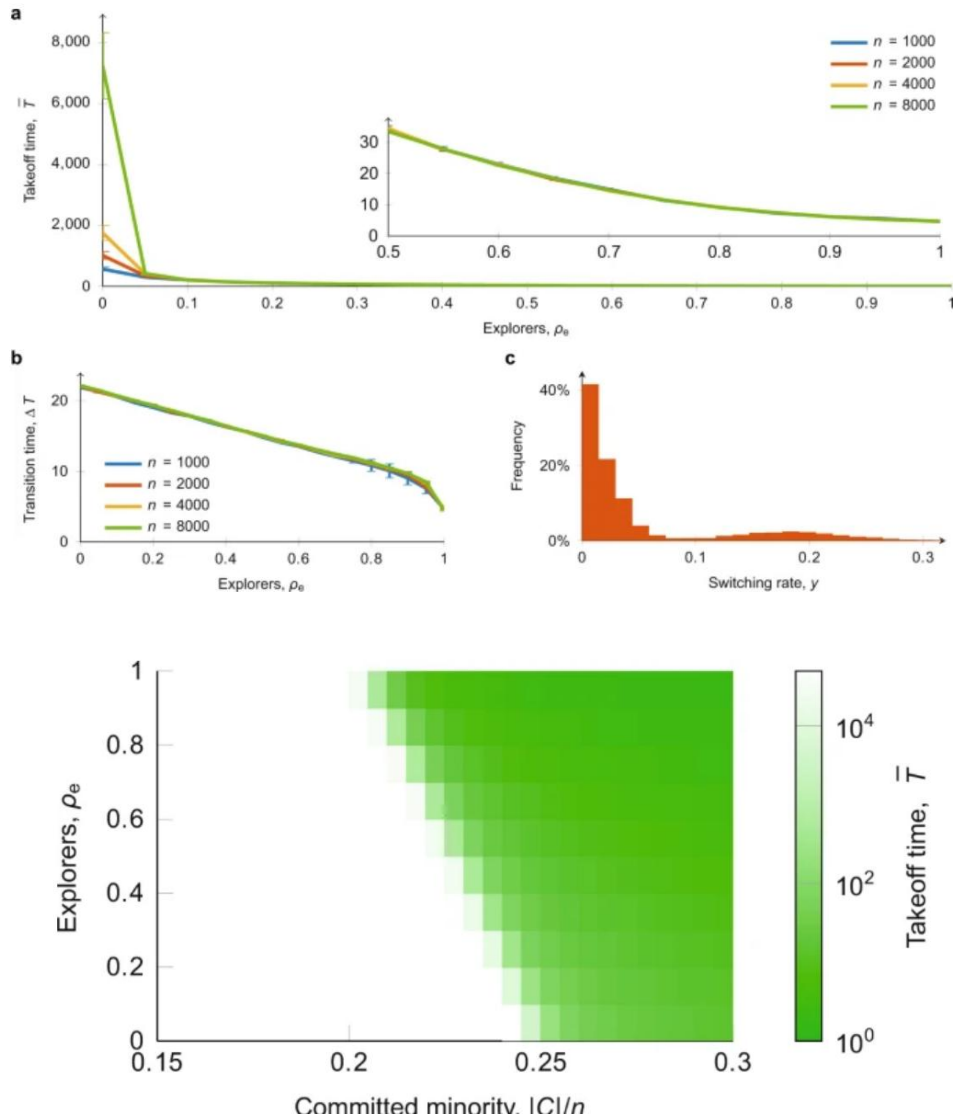 a
8,000
6,000
4,000
2,000
0
Takeoff time, T̅
n = 1000
n = 2000
n = 4000
n = 8000
30
20
10
0
0.5 0.6 0.7 0.8 0.9 1
0 0.1 0.2 0.3 0.4 0.5 0.6 0.7 0.8 0.9 1
Explorers, ρe
b
20
10
0
Transition time, Δ T
n = 1000
n = 2000
n = 4000
n = 8000
0 0.2 0.4 0.6 0.8 1
Explorers, ρe
c
40%
20%
0%
Frequency
0 0.1 0.2 0.3
Switching rate, y
1
0.8
0.6
0.4
0.2
0
Explorers, ρe
0.15 0.2 0.25 0.3
Committed minority, |C|/n
10⁴
10²
10⁰
Takeoff time, T̅